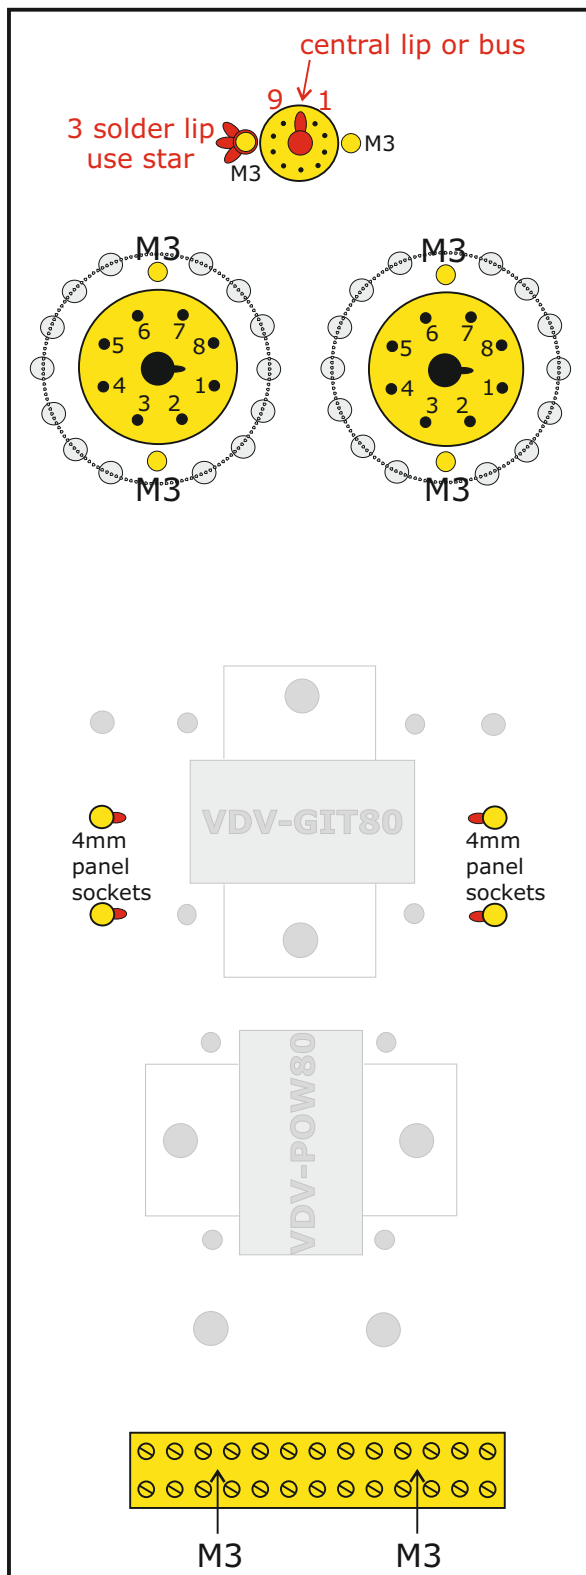 central lip or bus
9 1
3 solder lip
use star
M3
M3
M3
6 7
5 8
4 1
3 2
M3
M3
6 7
5 8
4 1
3 2
M3
VDV-GIT80
4mm
panel
sockets
4mm
panel
sockets
VDV-POW80
M3 M3